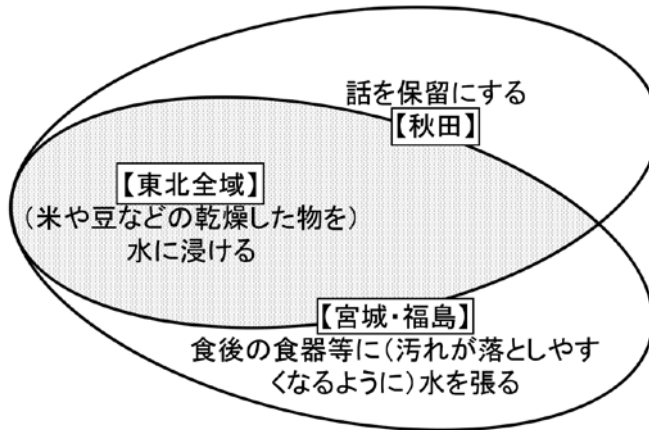 話を保留にする
【秋田】
【東北全域】
(米や豆などの乾燥した物を)
水に浸ける
【宮城・福島】
食後の食器等に(汚れが落としやす
くなるように)水を張る